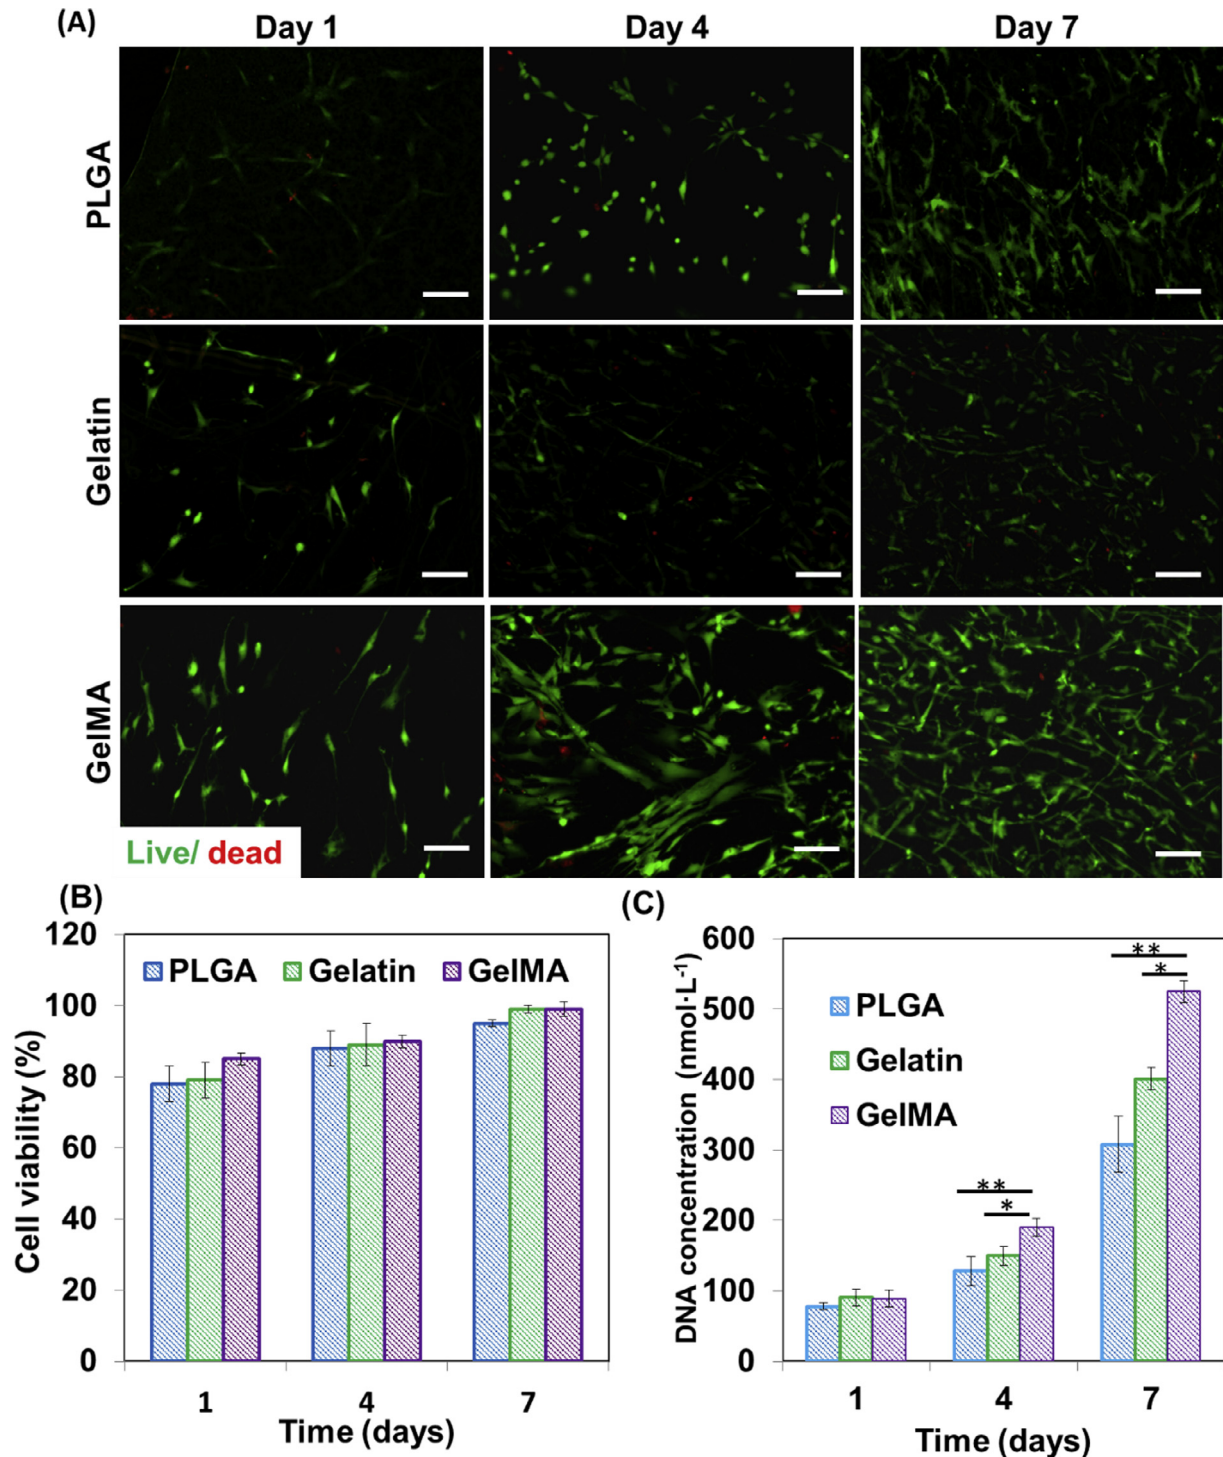 (A)
Day 1 Day 4 Day 7
PLGA
Gelatin
GelMA
Live/ dead
(B)
Cell viability (%)
120
100
80
60
40
20
0
PLGA Gelatin GelMA
1 4 7
Time (days)
(C)
DNA concentration (nmol·L⁻¹)
600
500
400
300
200
100
0
PLGA
Gelatin
GelMA
**
*
**
*
1 4 7
Time (days)